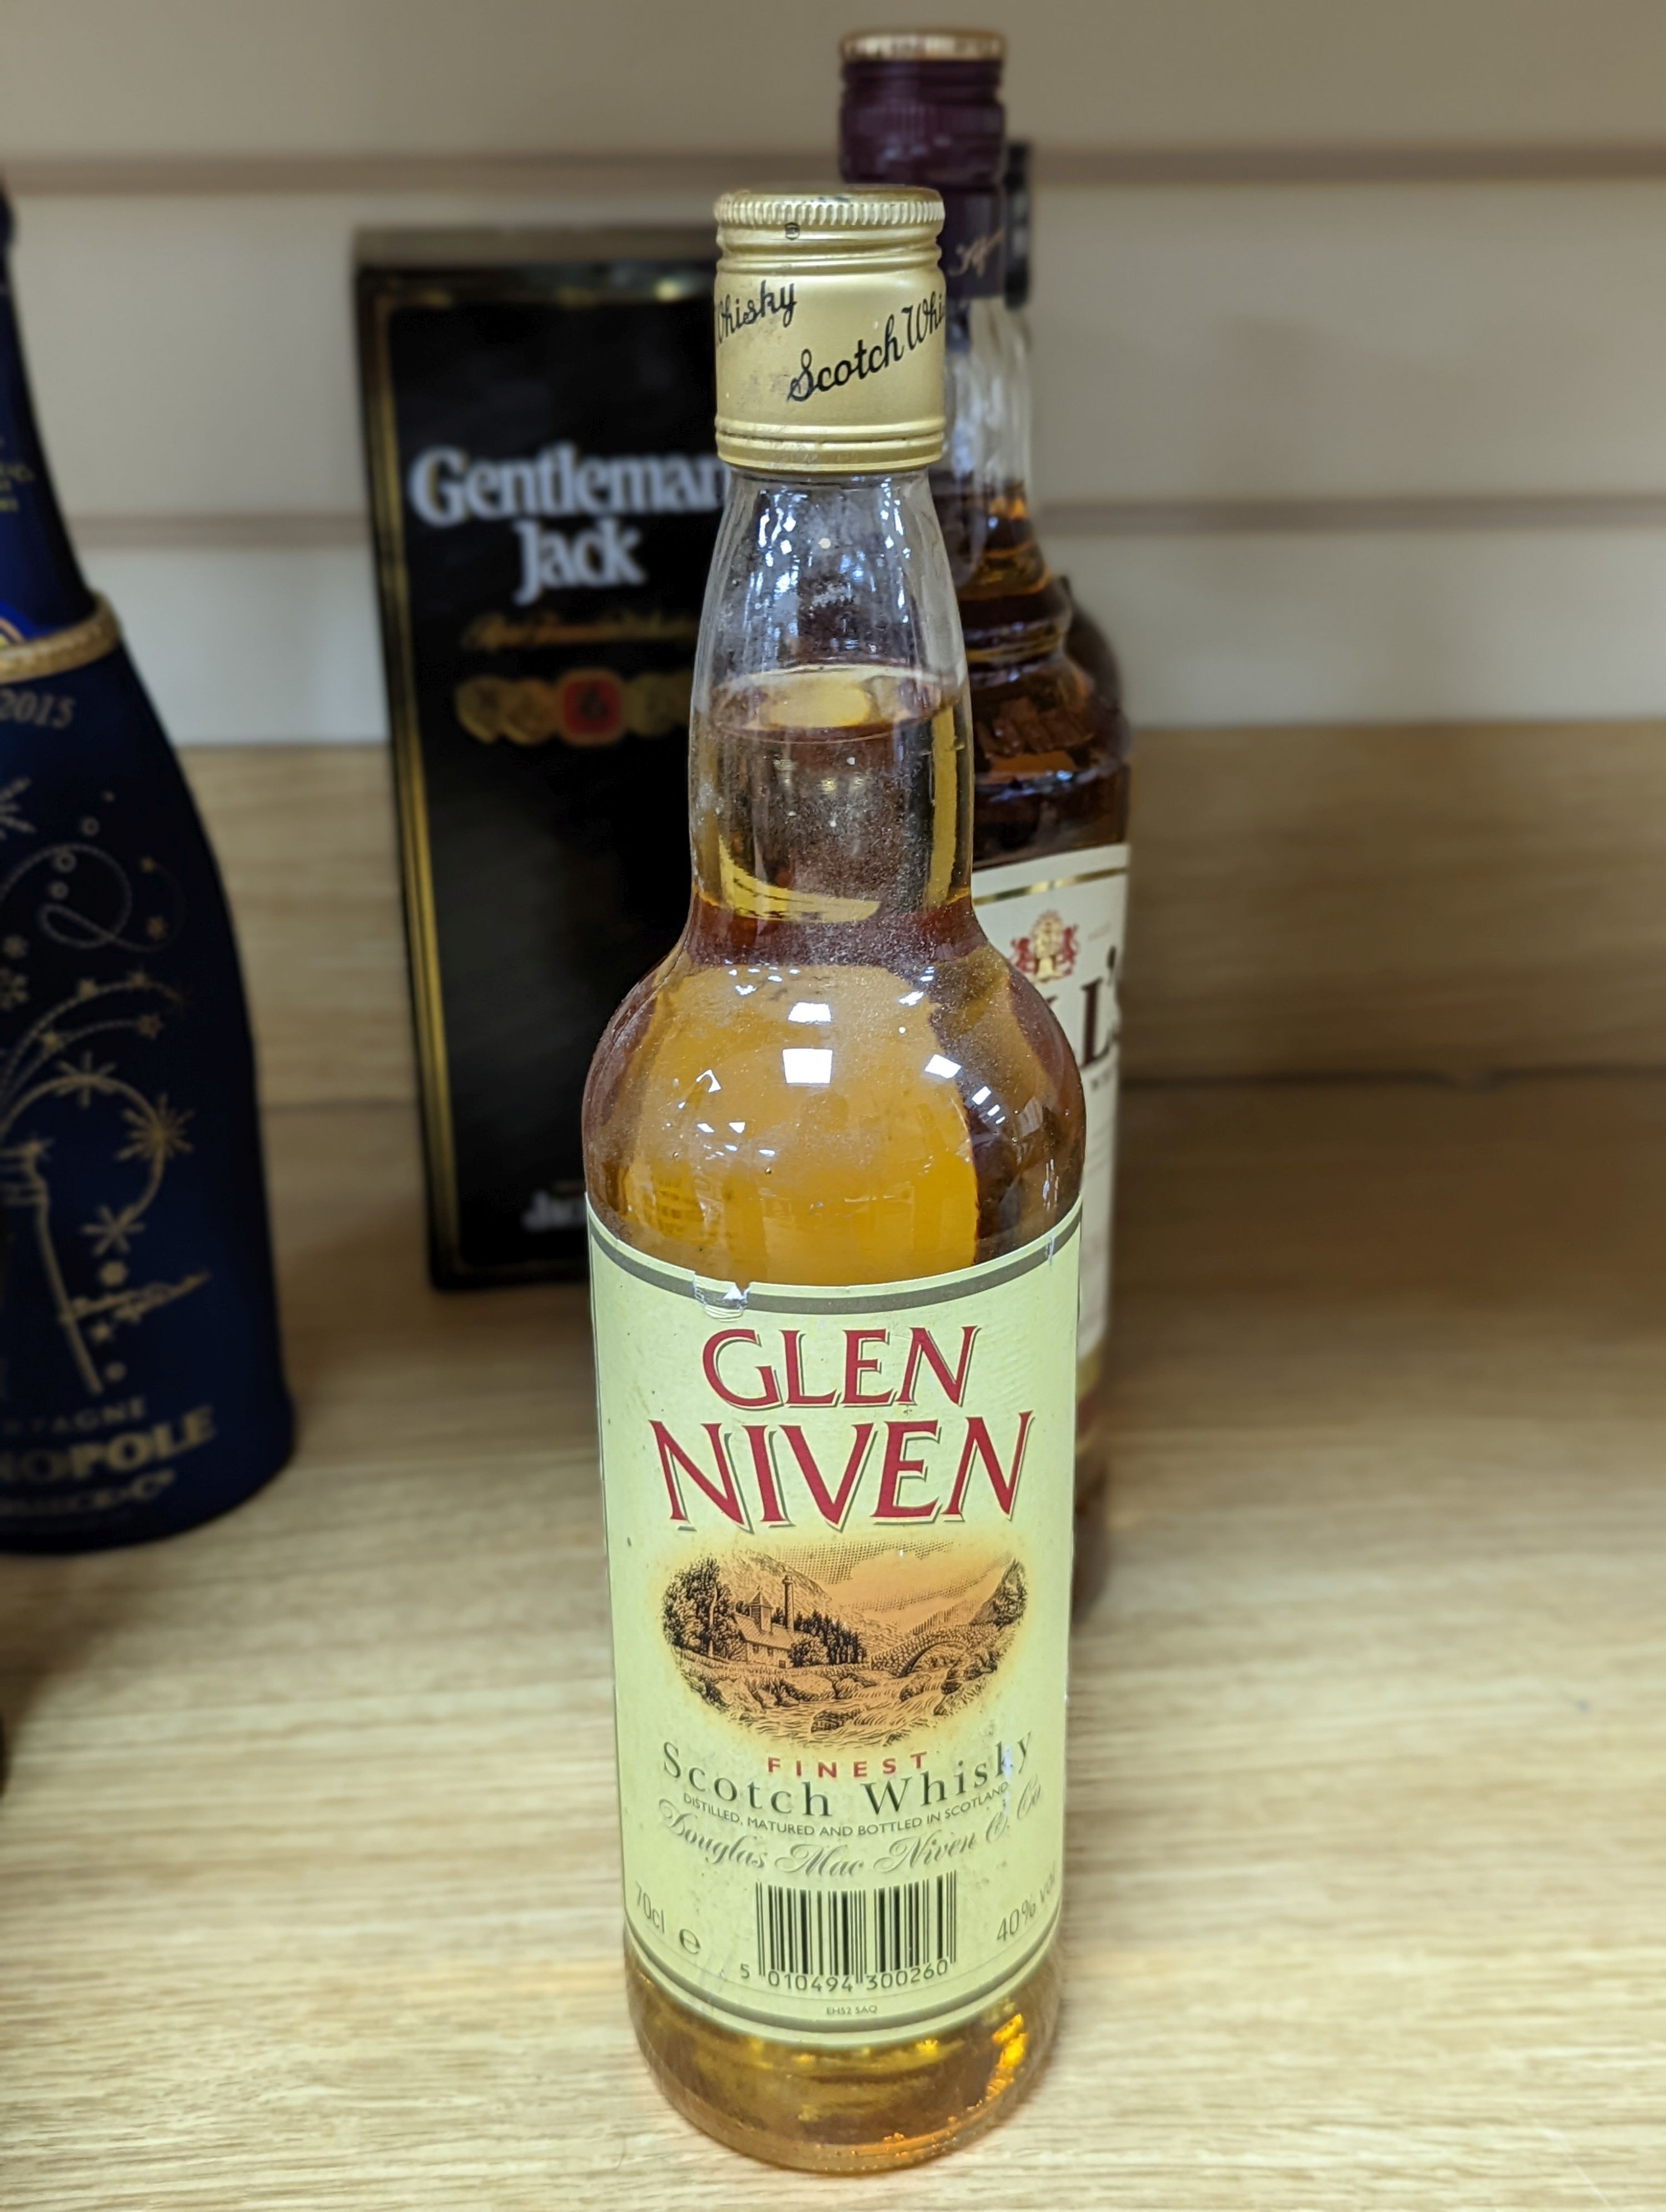 Whisky
Scotch Whi
Gentleman
Jack
2015
GLEN
NIVEN
FINEST
Scotch Whisky
DISTILLED, MATURED AND BOTTLED IN SCOTLAND
Douglas Mac Niven & Co
70cl e
40% vol
5 010494 300260
EH52 5AQ
L'S
NOPOLE